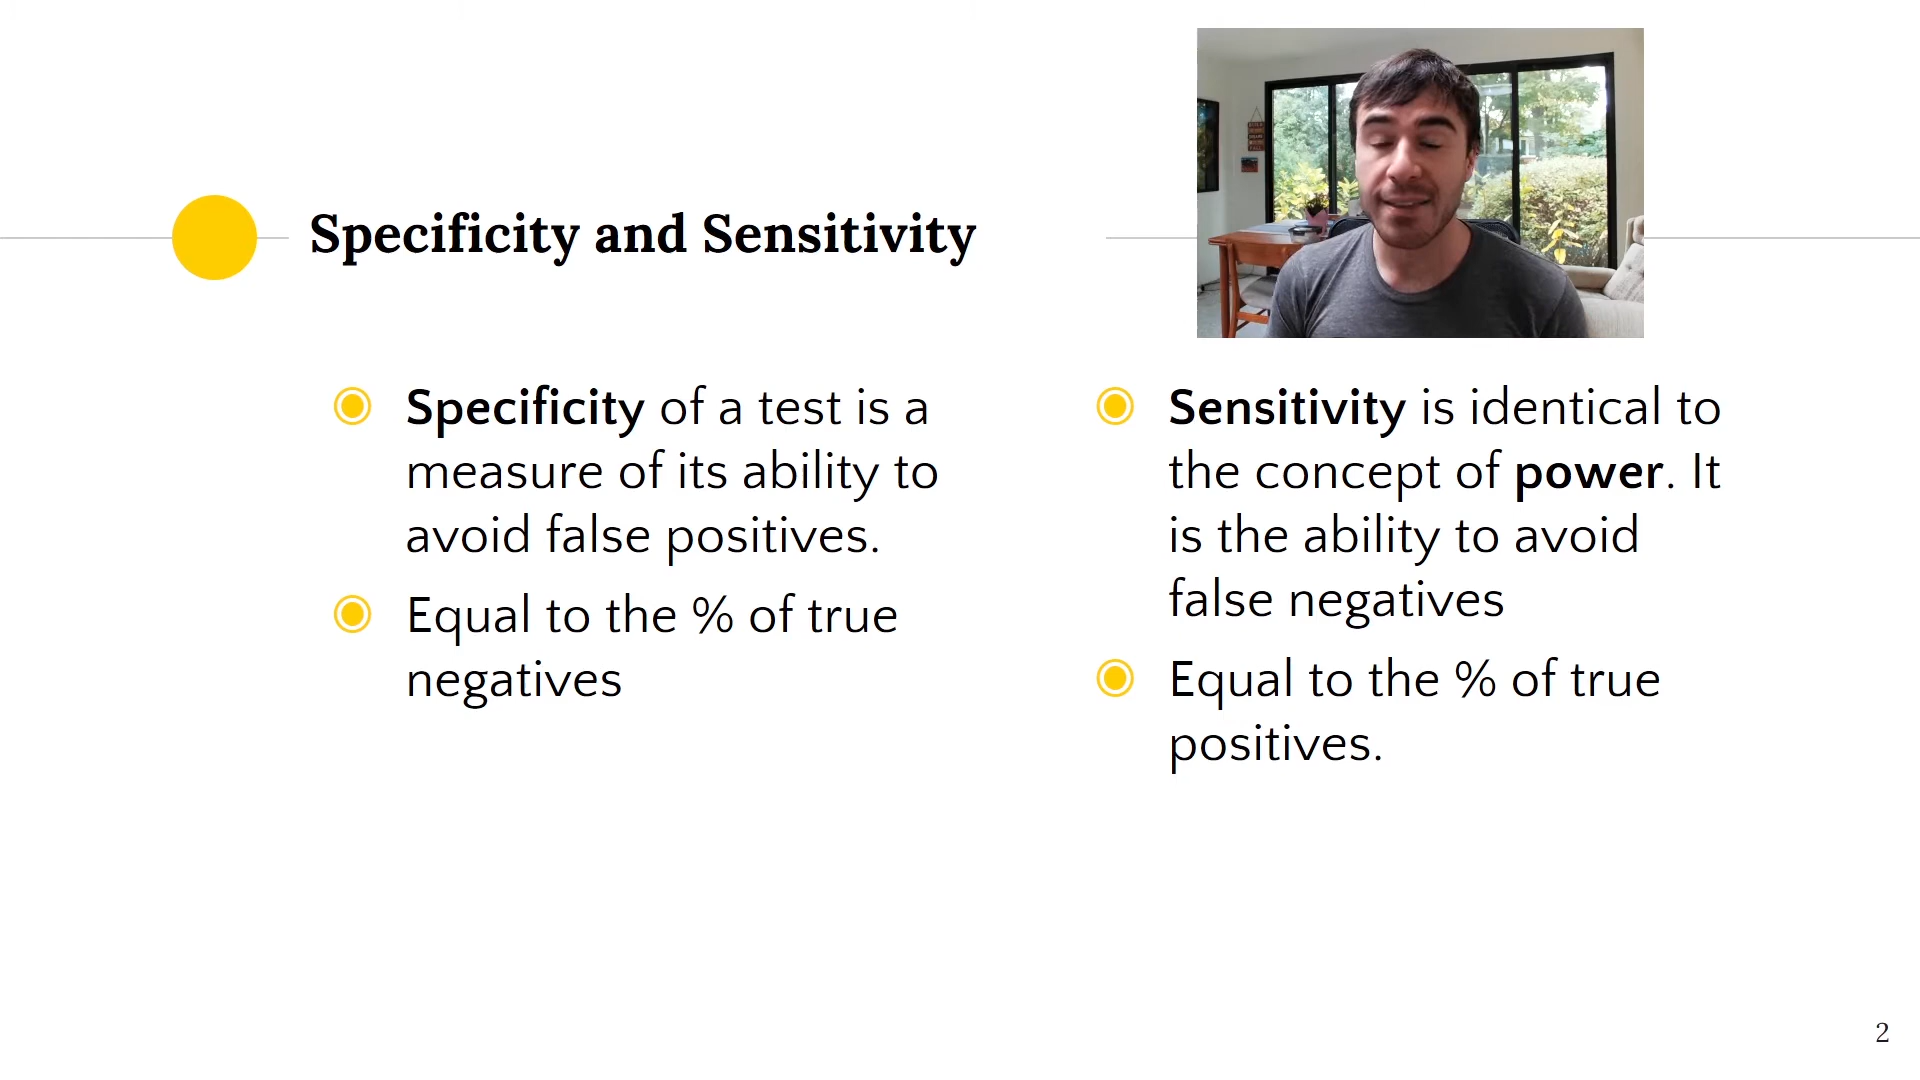 Specificity and Sensitivity
Specificity of a test is a
measure of its ability to
avoid false positives.
Equal to the % of true
negatives
Sensitivity is identical to
the concept of power. It
is the ability to avoid
false negatives
Equal to the % of true
positives.
2